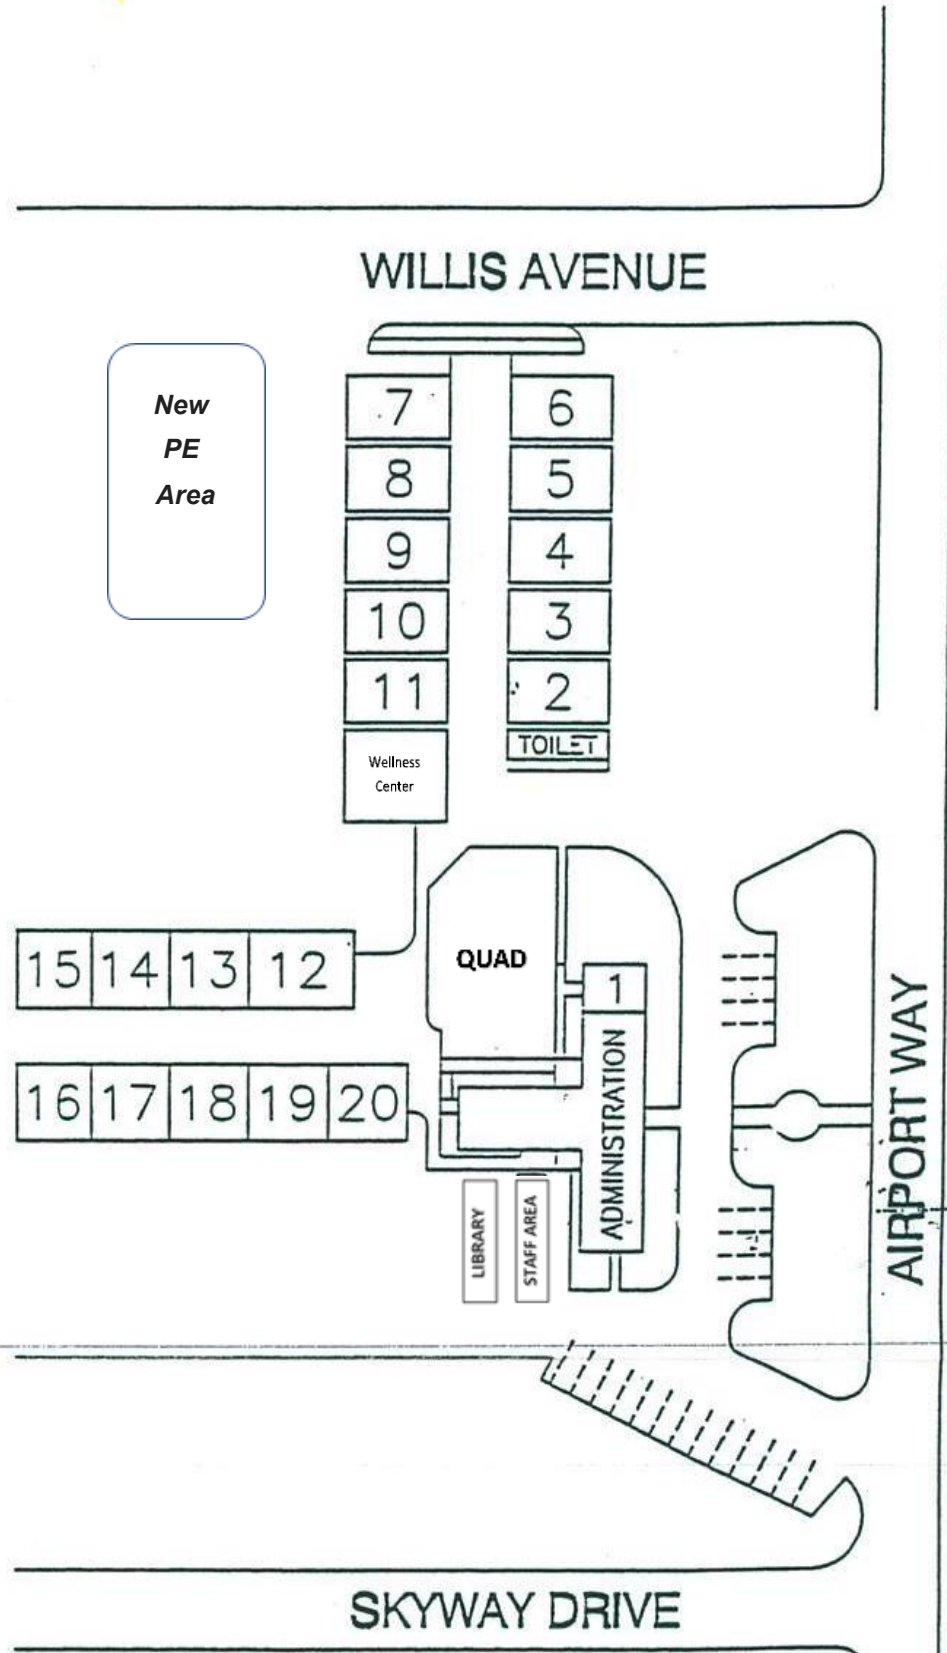 WILLIS AVENUE
New
PE
Area
7
6
8
5
9
4
10
3
11
2
TOILET
Wellness
Center
QUAD
15 14 13 12
1
16 17 18 19 20
ADMINISTRATION
LIBRARY
STAFF AREA
AIRPORT WAY
SKYWAY DRIVE